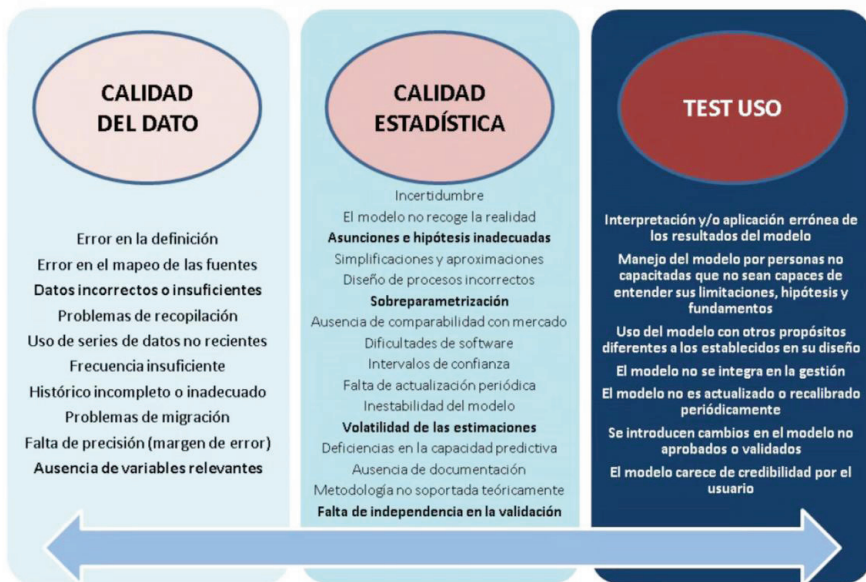 CALIDAD
DEL DATO
Error en la definición
Error en el mapeo de las fuentes
Datos incorrectos o insuficientes
Problemas de recopilación
Uso de series de datos no recientes
Frecuencia insuficiente
Histórico incompleto o inadecuado
Problemas de migración
Falta de precisión (margen de error)
Ausencia de variables relevantes
CALIDAD
ESTADÍSTICA
Incertidumbre
El modelo no recoge la realidad
Asunciones e hipótesis inadecuadas
Simplificaciones y aproximaciones
Diseño de procesos incorrectos
Sobreparametrización
Ausencia de comparabilidad con mercado
Dificultades de software
Intervalos de confianza
Falta de actualización periódica
Inestabilidad del modelo
Volatilidad de las estimaciones
Deficiencias en la capacidad predictiva
Ausencia de documentación
Metodología no soportada teóricamente
Falta de independencia en la validación
TEST USO
Interpretación y/o aplicación errónea de
los resultados del modelo
Manejo del modelo por personas no
capacitadas que no sean capaces de
entender sus limitaciones, hipótesis y
fundamentos
Uso del modelo con otros propósitos
diferentes a los establecidos en su diseño
El modelo no se integra en la gestión
El modelo no es actualizado o recalibrado
periódicamente
Se introducen cambios en el modelo no
aprobados o validados
El modelo carece de credibilidad por el
usuario